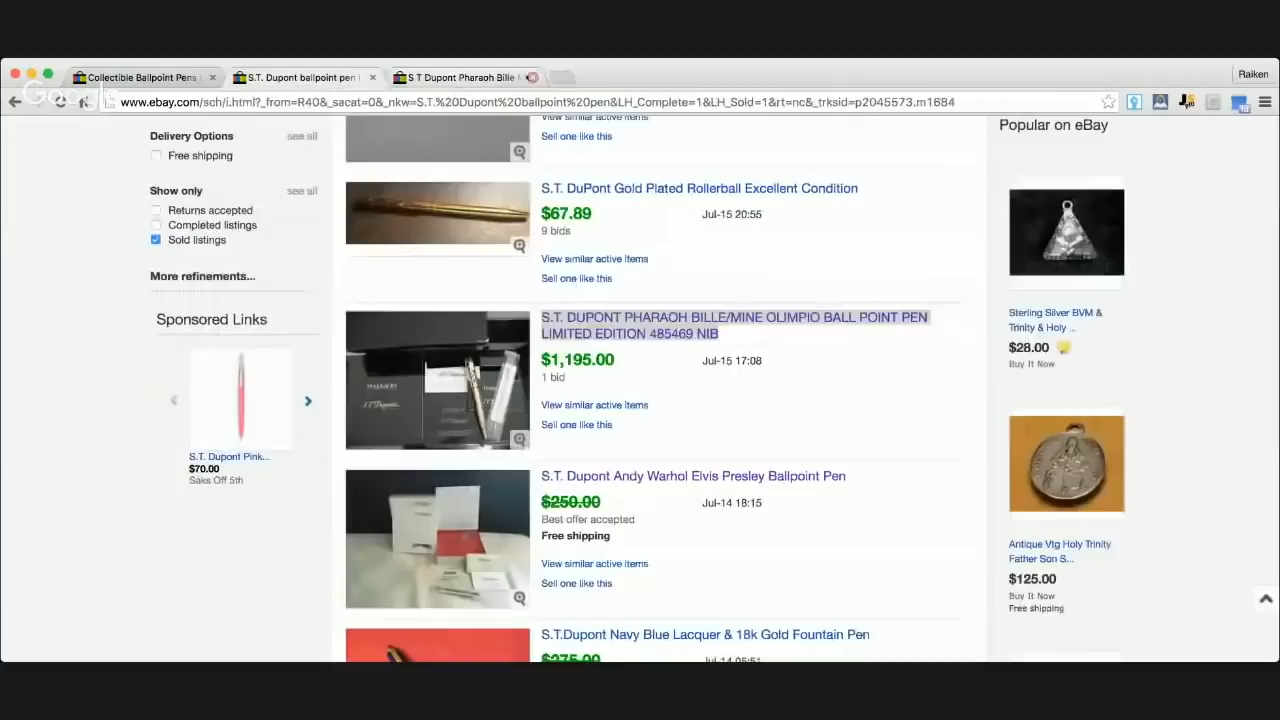 Collectible Ballpoint Pens
S.T. Dupont ballpoint pen
S T Dupont Pharaoh Bille
Raiken
Google
www.ebay.com/sch/i.html?_from=R40&_sacat=0&_nkw=S.T.%20Dupont%20ballpoint%20pen&LH_Complete=1&LH_Sold=1&rt=nc&_trksid=p2045573.m1684
Delivery Options see all
Free shipping
Show only see all
Returns accepted
Completed listings
Sold listings
More refinements...
Sponsored Links
S.T. Dupont Pink...
$70.00
Saks Off 5th
View similar active items
Sell one like this
S.T. DuPont Gold Plated Rollerball Excellent Condition
$67.89 Jul-15 20:55
9 bids
View similar active items
Sell one like this
S.T. DUPONT PHARAOH BILLE/MINE OLIMPIO BALL POINT PEN
LIMITED EDITION 485469 NIB
$1,195.00 Jul-15 17:08
1 bid
View similar active items
Sell one like this
PHARAOH
S.T. Dupont
S.T. Dupont Andy Warhol Elvis Presley Ballpoint Pen
$250.00 Jul-14 18:15
Best offer accepted
Free shipping
View similar active items
Sell one like this
S.T.Dupont Navy Blue Lacquer & 18k Gold Fountain Pen
$275.00 Jul-14 05:51
Popular on eBay
Sterling Silver BVM &
Trinity & Holy ...
$28.00
Buy It Now
Antique Vtg Holy Trinity
Father Son S...
$125.00
Buy It Now
Free shipping